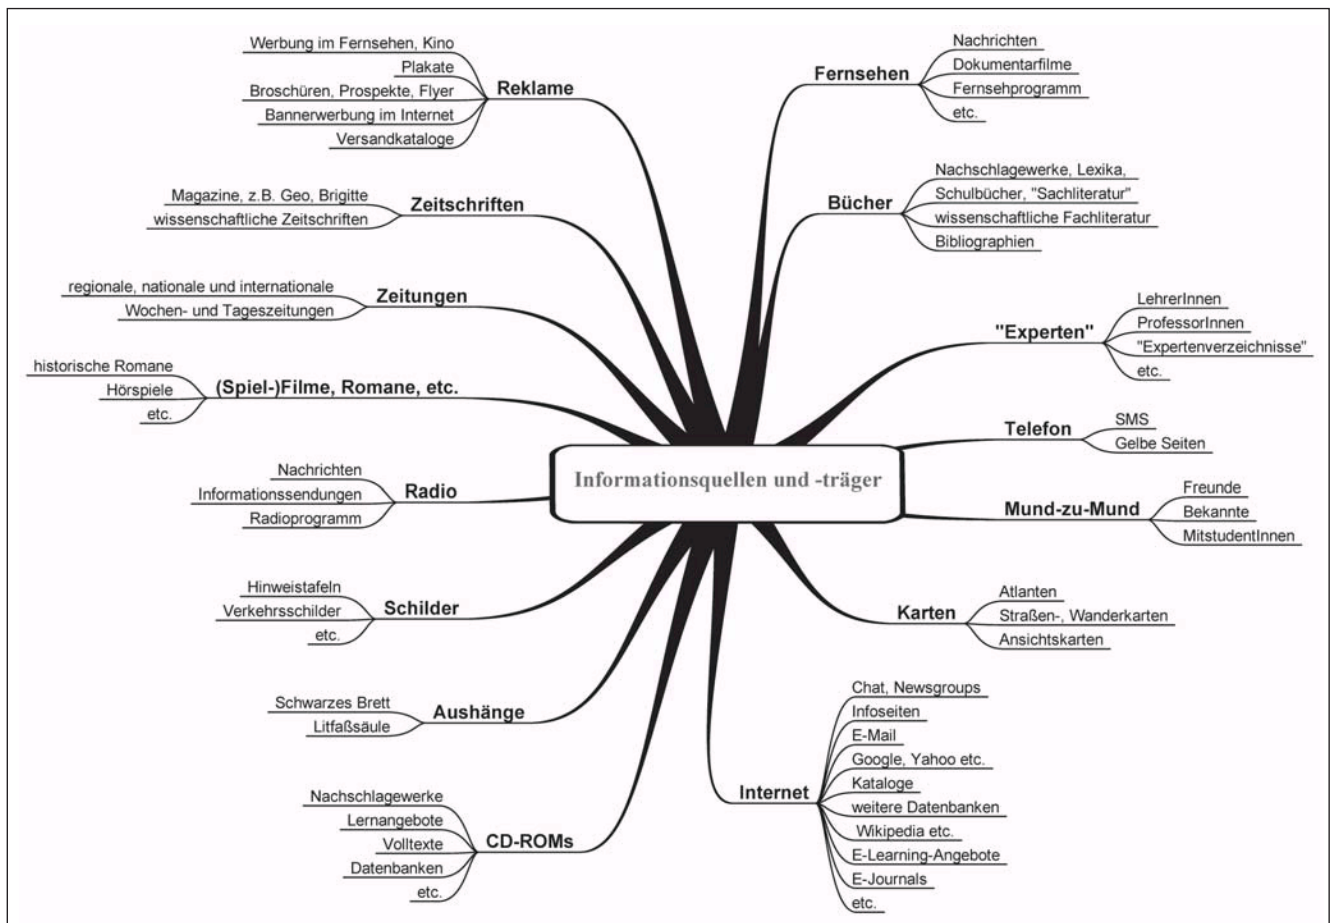 Informationsquellen und -träger
Reklame
Werbung im Fernsehen, Kino
Plakate
Broschüren, Prospekte, Flyer
Bannerwerbung im Internet
Versandkataloge
Zeitschriften
Magazine, z.B. Geo, Brigitte
wissenschaftliche Zeitschriften
Zeitungen
regionale, nationale und internationale
Wochen- und Tageszeitungen
(Spiel-)Filme, Romane, etc.
historische Romane
Hörspiele
etc.
Radio
Nachrichten
Informationssendungen
Radioprogramm
Schilder
Hinweistafeln
Verkehrsschilder
etc.
Aushänge
Schwarzes Brett
Litfaßsäule
CD-ROMs
Nachschlagewerke
Lernangebote
Volltexte
Datenbanken
etc.
Fernsehen
Nachrichten
Dokumentarfilme
Fernsehprogramm
etc.
Bücher
Nachschlagewerke, Lexika,
Schulbücher, "Sachliteratur"
wissenschaftliche Fachliteratur
Bibliographien
"Experten"
LehrerInnen
ProfessorInnen
"Expertenverzeichnisse"
etc.
Telefon
SMS
Gelbe Seiten
Mund-zu-Mund
Freunde
Bekannte
MitstudentInnen
Karten
Atlanten
Straßen-, Wanderkarten
Ansichtskarten
Internet
Chat, Newsgroups
Infoseiten
E-Mail
Google, Yahoo etc.
Kataloge
weitere Datenbanken
Wikipedia etc.
E-Learning-Angebote
E-Journals
etc.